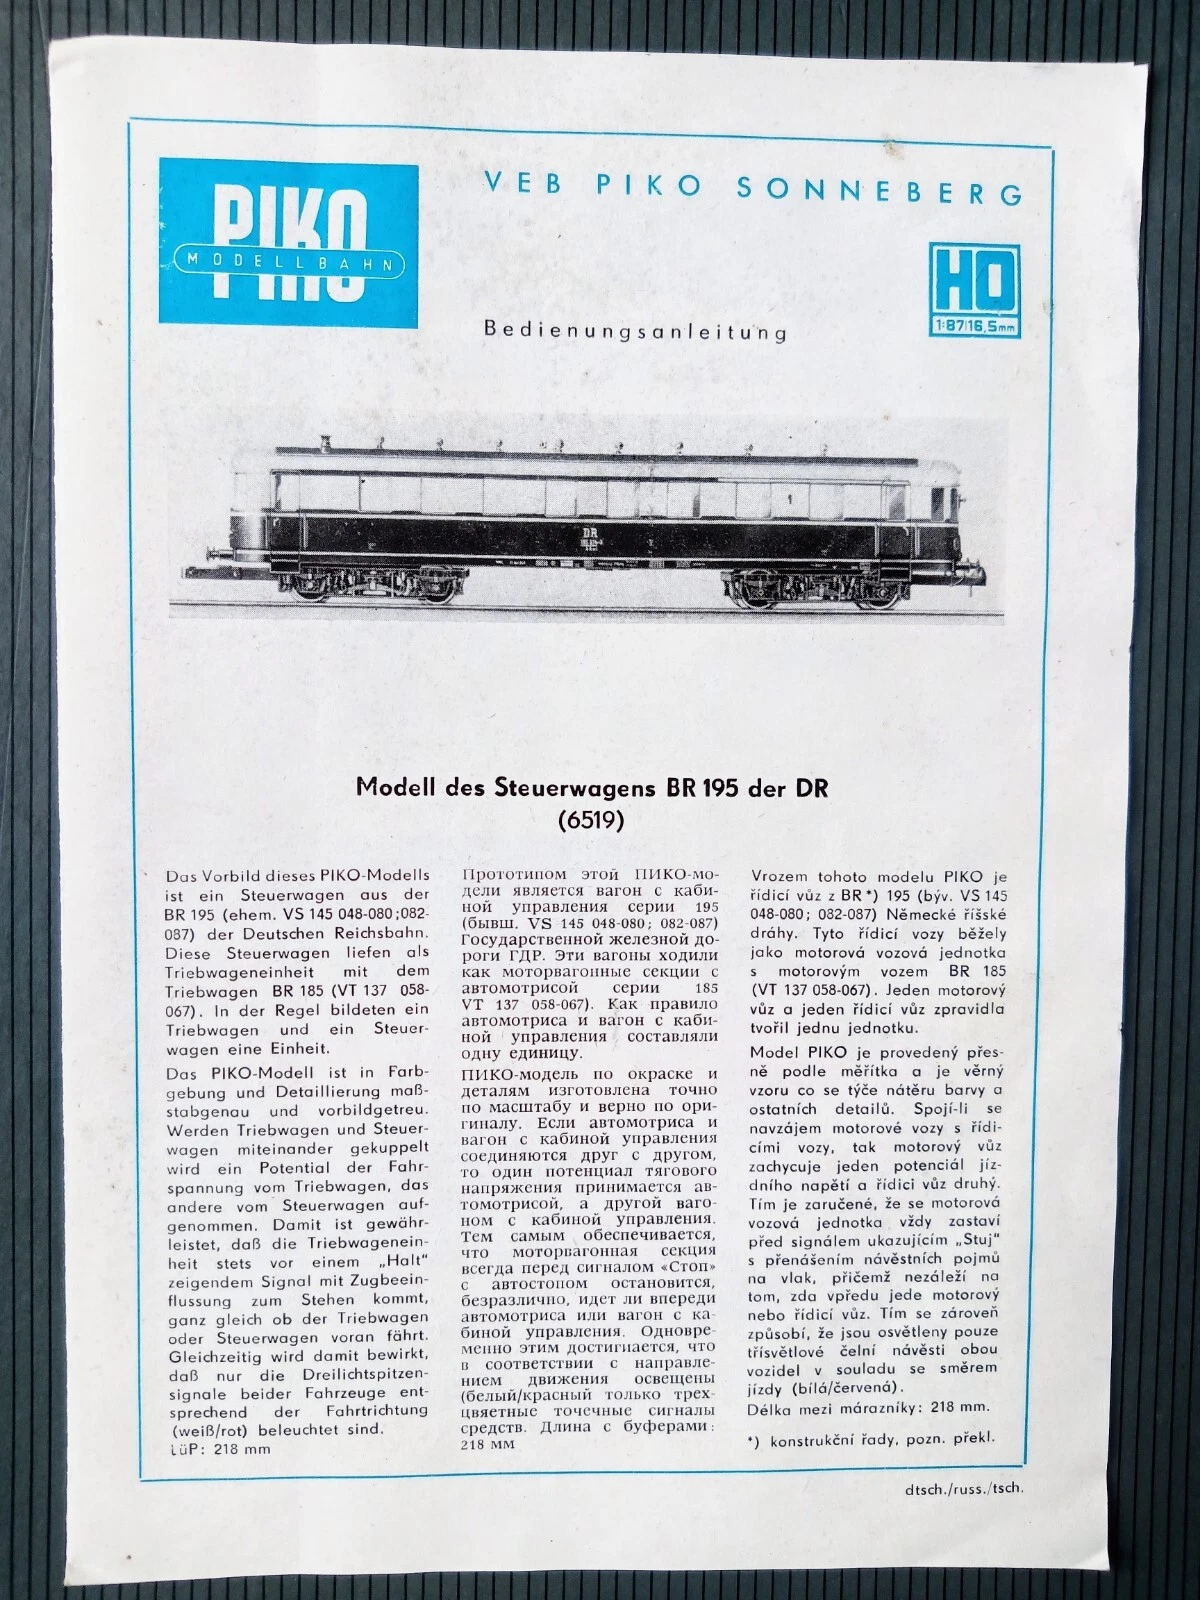 PIKO
MODELLBAHN
VEB PIKO SONNEBERG
H0
1:87/16,5mm
Bedienungsanleitung
1
DR
Modell des Steuerwagens BR 195 der DR
(6519)
Das Vorbild dieses PIKO-Modells
ist ein Steuerwagen aus der
BR 195 (ehem. VS 145 048-080;082-
087) der Deutschen Reichsbahn.
Diese Steuerwagen liefen als
Triebwageneinheit mit dem
Triebwagen BR 185 (VT 137 058-
067). In der Regel bildeten ein
Triebwagen und ein Steuer-
wagen eine Einheit.
Das PIKO-Modell ist in Farb-
gebung und Detaillierung maß-
stabgenau und vorbildgetreu.
Werden Triebwagen und Steuer-
wagen miteinander gekuppelt
wird ein Potential der Fahr-
spannung vom Triebwagen, das
andere vom Steuerwagen auf-
genommen. Damit ist gewähr-
leistet, daß die Triebwagenein-
heit stets vor einem „Halt"
zeigendem Signal mit Zugbeein-
flussung zum Stehen kommt,
ganz gleich ob der Triebwagen
oder Steuerwagen voran fährt.
Gleichzeitig wird damit bewirkt,
daß nur die Dreilichtspitzen-
signale beider Fahrzeuge ent-
sprechend der Fahrtrichtung
(weiß/rot) beleuchtet sind.
LüP: 218 mm
Прототипом этой ПИКО-мо-
дели является вагон с каби-
ной управления серии 195
(бывш. VS 145 048-080; 082-087)
Государственной железной до-
роги ГДР. Эти вагоны ходили
как моторвагонные секции с
автомотрисой серии 185
VT 137 058-067). Как правило
автомотриса и вагон с каби-
ной управления составляли
одну единицу.
ПИКО-модель по окраске и
деталям изготовлена точно
по масштабу и верно по ори-
гиналу. Если автомотриса и
вагон с кабиной управления
соединяются друг с другом,
то один потенциал тягового
напряжения принимается ав-
томотрисой, а другой ваго-
ном с кабиной управления.
Тем самым обеспечивается,
что моторвагонная секция
всегда перед сигналом «Стоп»
с автостопом остановится,
безразлично, идет ли впереди
автомотриса или вагон с ка-
биной управления. Одновре-
менно этим достигается, что
в соответствии с направле-
нием движения освещены
(белый/красный только трех-
цвяетные точечные сигналы
средств. Длина с буферами:
218 мм
Vrozem tohoto modelu PIKO je
řídicí vůz z BR*) 195 (býv. VS 145
048-080; 082-087) Německé říšské
dráhy. Tyto řídicí vozy běžely
jako motorová vozová jednotka
s motorovým vozem BR 185
(VT 137 058-067). Jeden motorový
vůz a jeden řídicí vůz zpravidla
tvořil jednu jednotku.
Model PIKO je provedený přes-
ně podle měřítka a je věrný
vzoru co se týče nátěru barvy a
ostatních detailů. Spojí-li se
navzájem motorové vozy s řídi-
cími vozy, tak motorový vůz
zachycuje jeden potenciál jíz-
dního napětí a řídicí vůz druhý.
Tím je zaručené, že se motorová
vozová jednotka vždy zastaví
před signálem ukazujícím „Stuj"
s přenášením návěstních pojmů
na vlak, přičemž nezáleží na
tom, zda vpředu jede motorový
nebo řídicí vůz. Tím se zároveň
způsobí, že jsou osvětleny pouze
třísvětlové čelní návěsti obou
vozidel v souladu se směrem
jízdy (bílá/červená).
Délka mezi márazníky: 218 mm.
*) konstrukční řady, pozn. překl.
dtsch./russ./tsch.